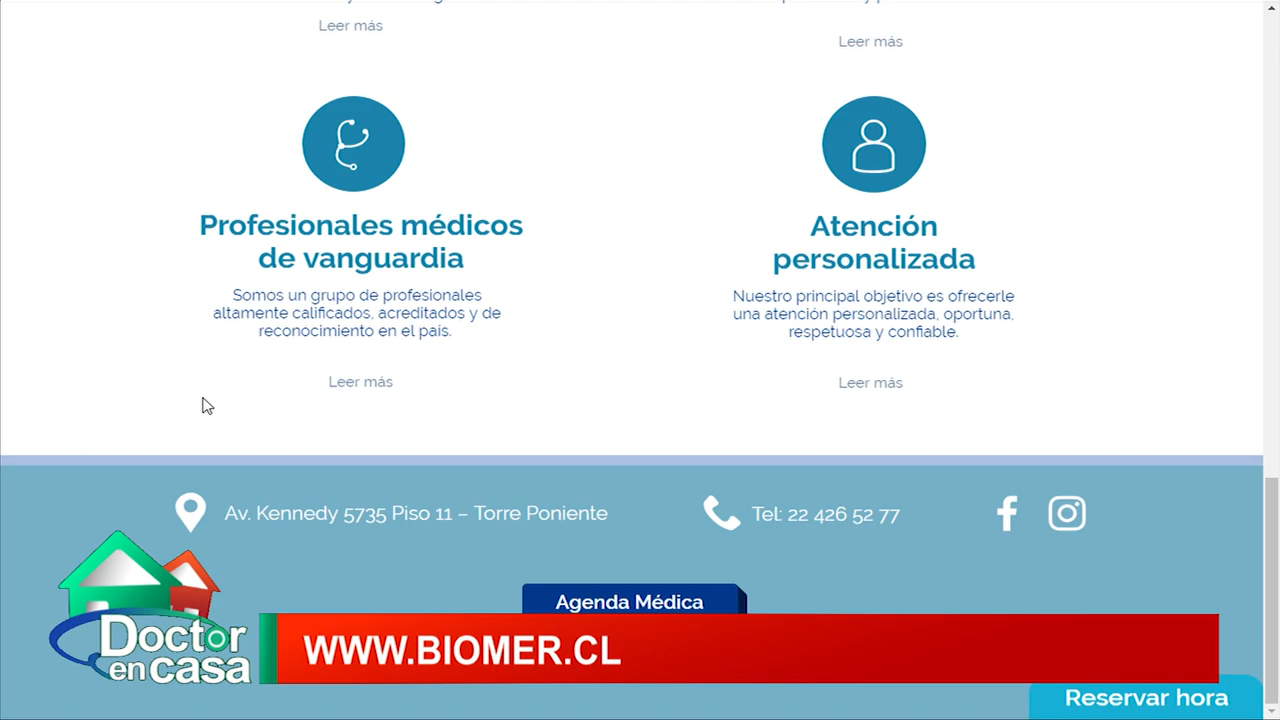 Leer más
Leer más
Profesionales médicos
de vanguardia
Somos un grupo de profesionales
altamente calificados, acreditados y de
reconocimiento en el país.
Leer más
Atención
personalizada
Nuestro principal objetivo es ofrecerle
una atención personalizada, oportuna,
respetuosa y confiable.
Leer más
Av. Kennedy 5735 Piso 11 – Torre Poniente
Tel: 22 426 52 77
Agenda Médica
Doctor
en casa
WWW.BIOMER.CL
Reservar hora